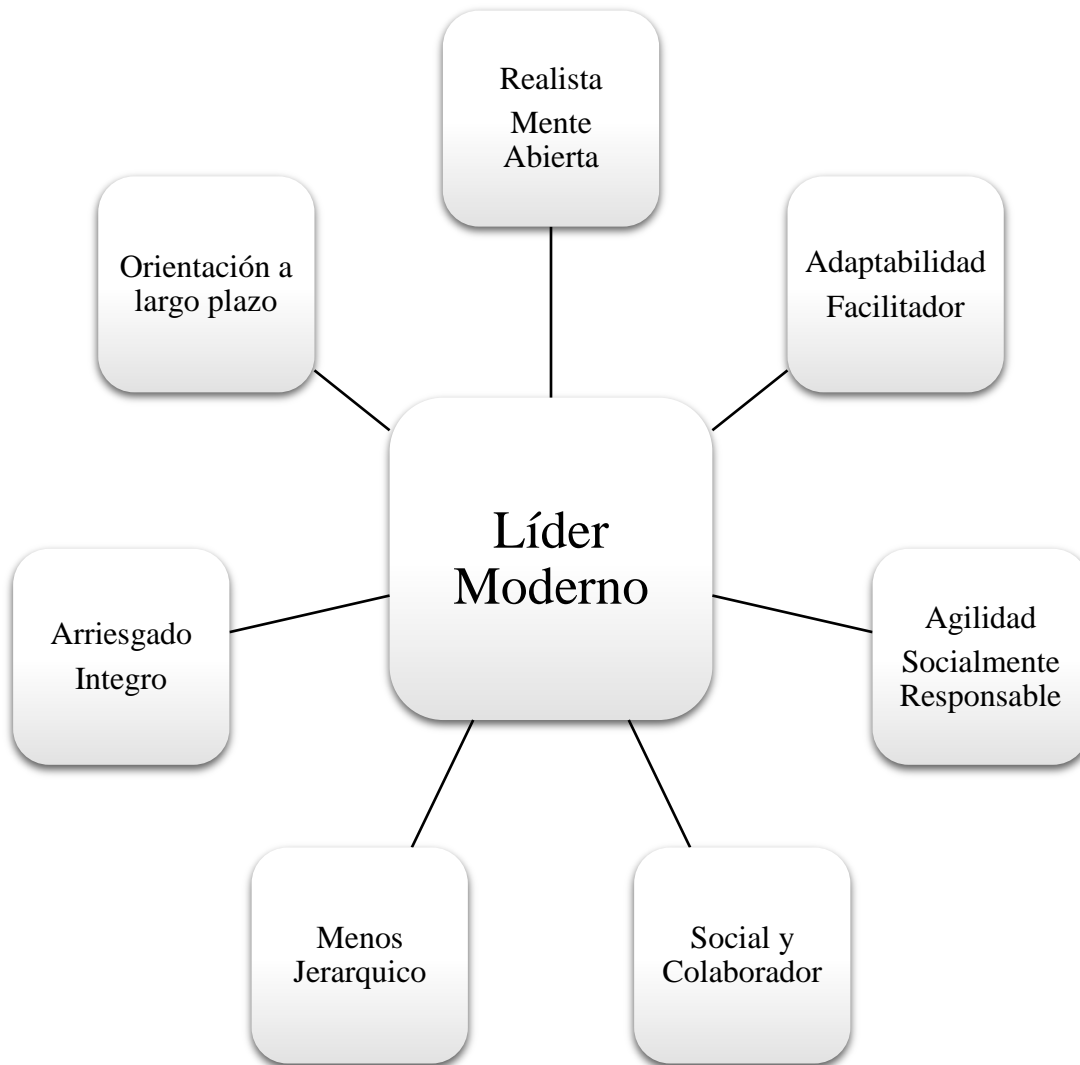 Realista
Mente
Abierta
Orientación a
largo plazo
Adaptabilidad
Facilitador
Líder
Moderno
Arriesgado
Integro
Agilidad
Socialmente
Responsable
Menos
Jerarquico
Social y
Colaborador